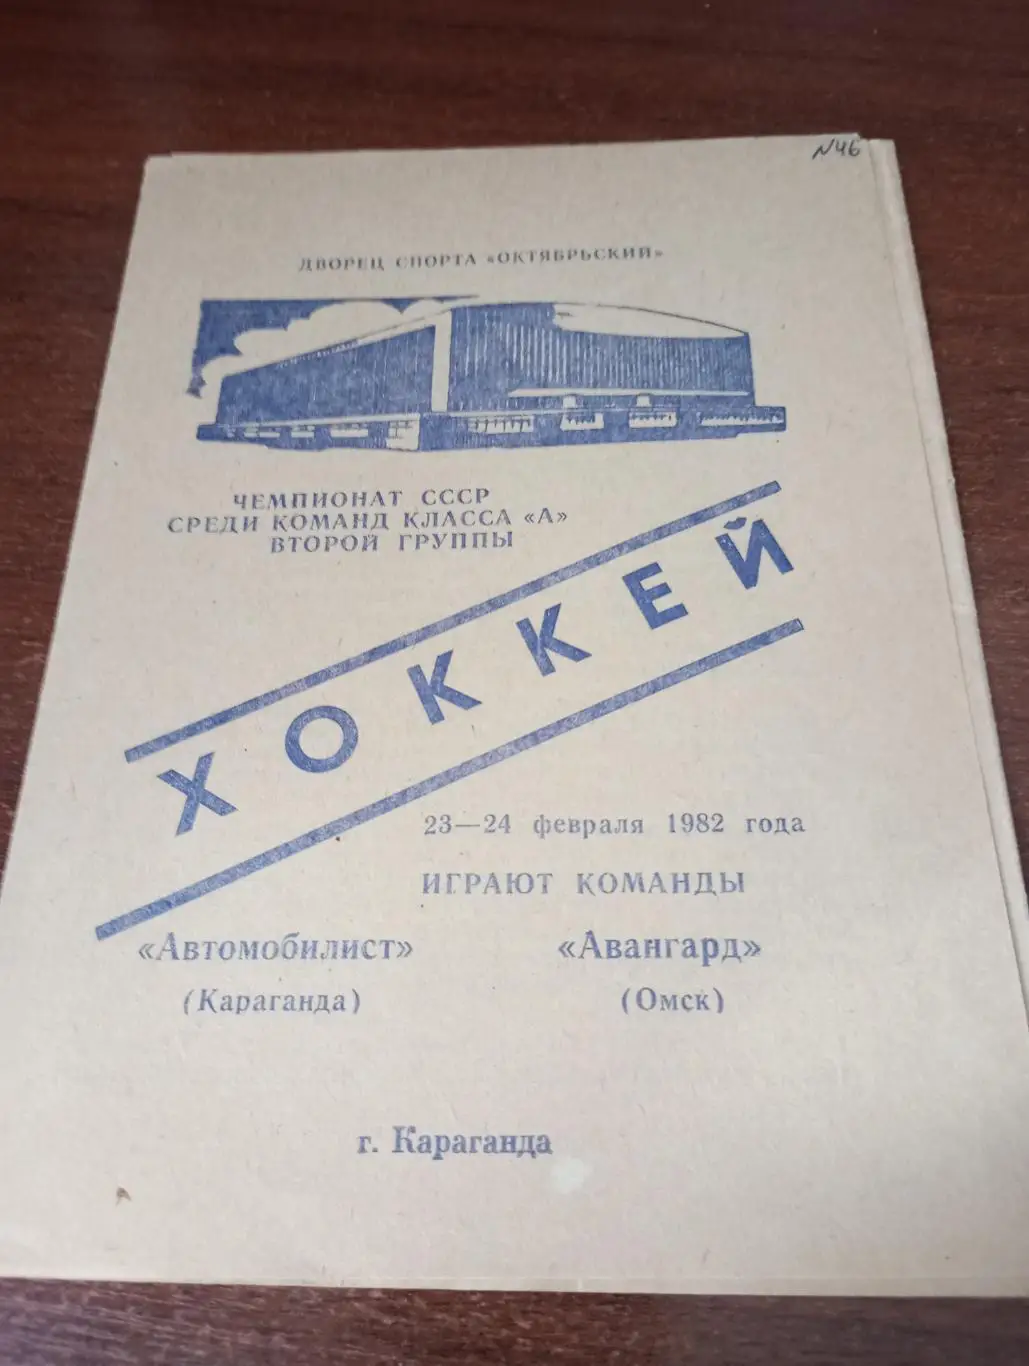 N46
ДВОРЕЦ СПОРТА «ОКТЯБРЬСКИЙ»
ЧЕМПИОНАТ СССР
СРЕДИ КОМАНД КЛАССА «А»
ВТОРОЙ ГРУППЫ
ХОККЕЙ
23—24 февраля 1982 года
ИГРАЮТ КОМАНДЫ
«Автомобилист» «Авангард»
(Караганда) (Омск)
г. Караганда